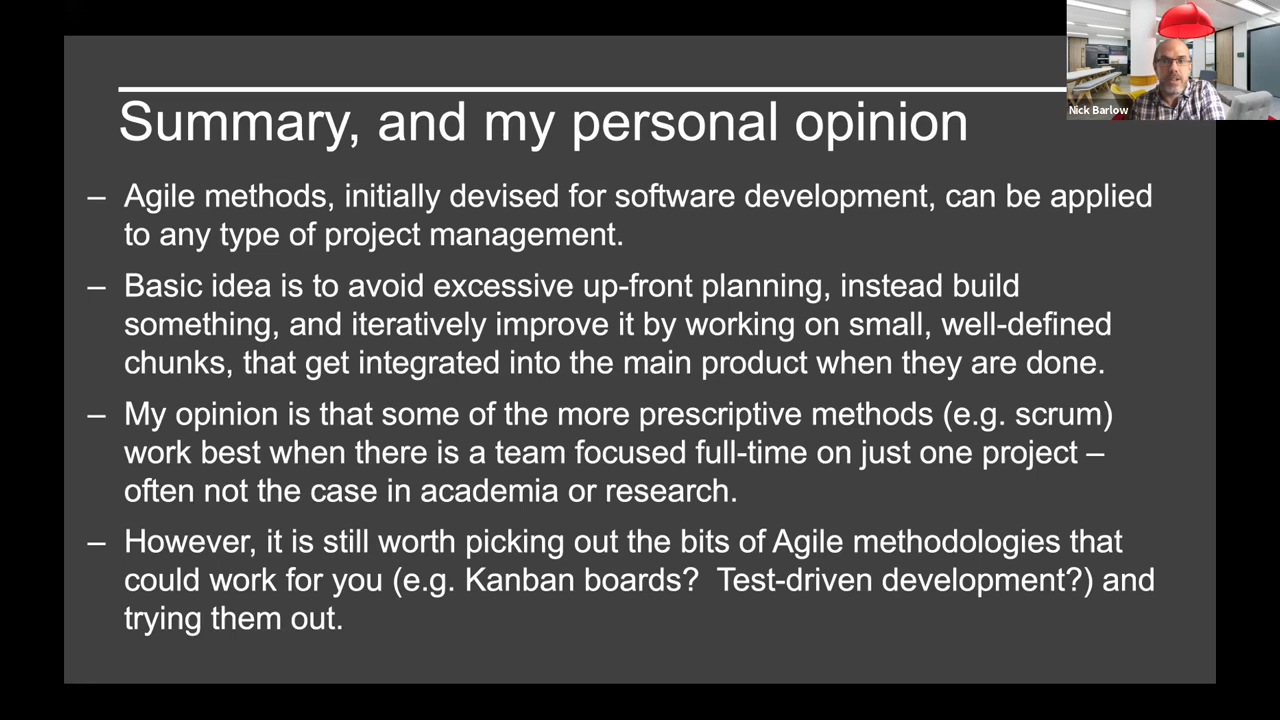 Nick Barlow
Summary, and my personal opinion
– Agile methods, initially devised for software development, can be applied
to any type of project management.
– Basic idea is to avoid excessive up-front planning, instead build
something, and iteratively improve it by working on small, well-defined
chunks, that get integrated into the main product when they are done.
– My opinion is that some of the more prescriptive methods (e.g. scrum)
work best when there is a team focused full-time on just one project –
often not the case in academia or research.
– However, it is still worth picking out the bits of Agile methodologies that
could work for you (e.g. Kanban boards?  Test-driven development?) and
trying them out.